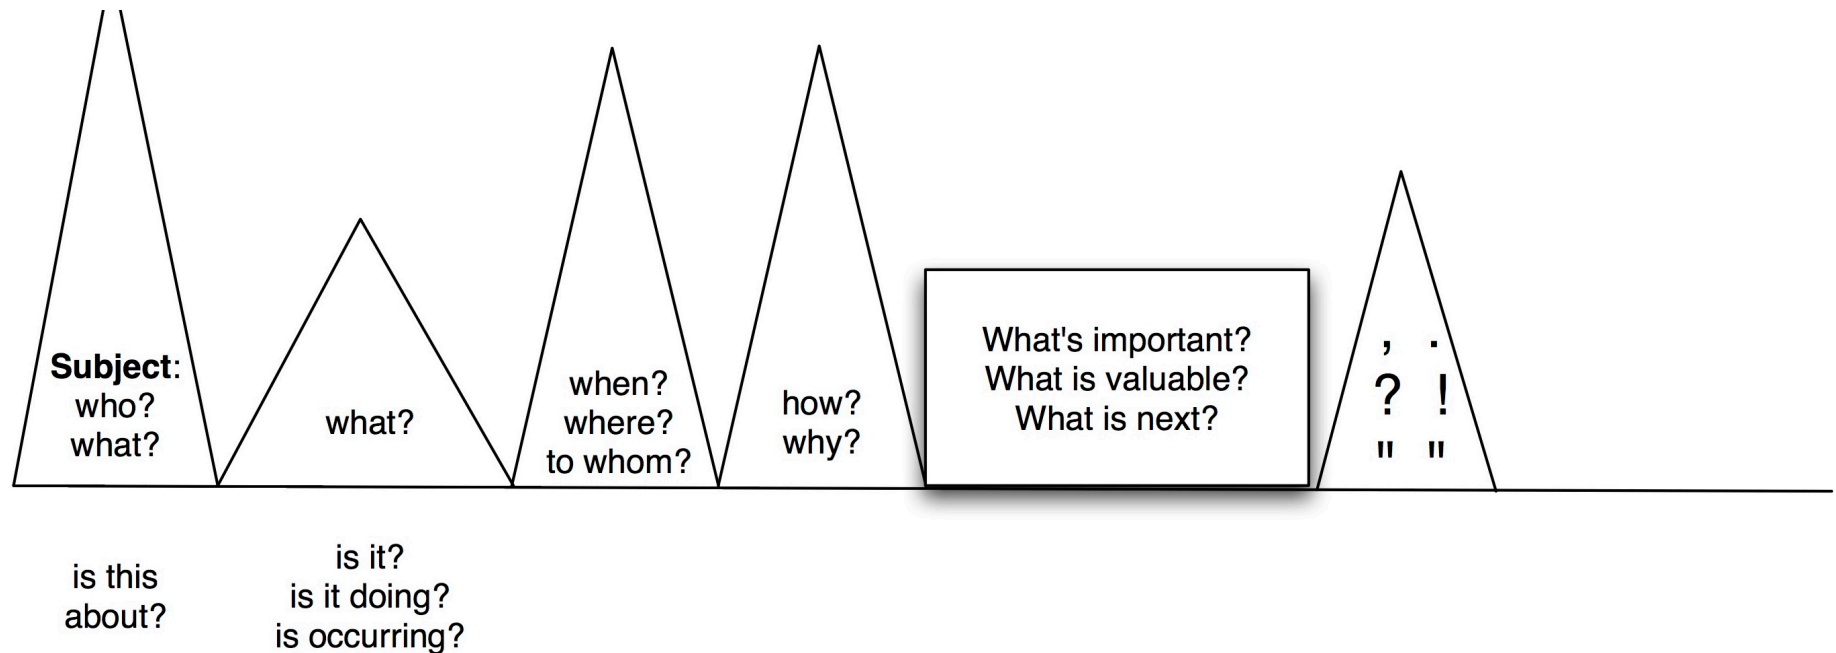 Subject:
who?
what?
what?
when?
where?
to whom?
how?
why?
What's important?
What is valuable?
What is next?
, .
? !
" "
is this
about?
is it?
is it doing?
is occurring?